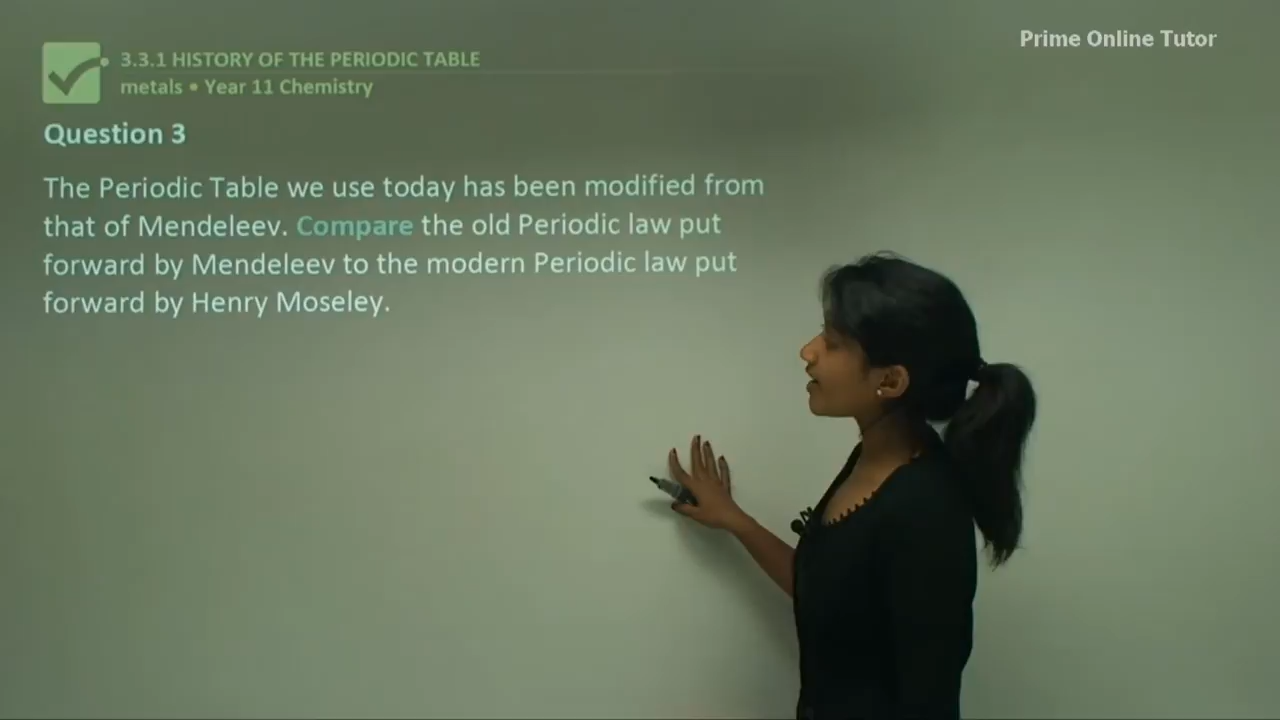 Prime Online Tutor
3.3.1 HISTORY OF THE PERIODIC TABLE
metals • Year 11 Chemistry
Question 3
The Periodic Table we use today has been modified from
that of Mendeleev. Compare the old Periodic law put
forward by Mendeleev to the modern Periodic law put
forward by Henry Moseley.